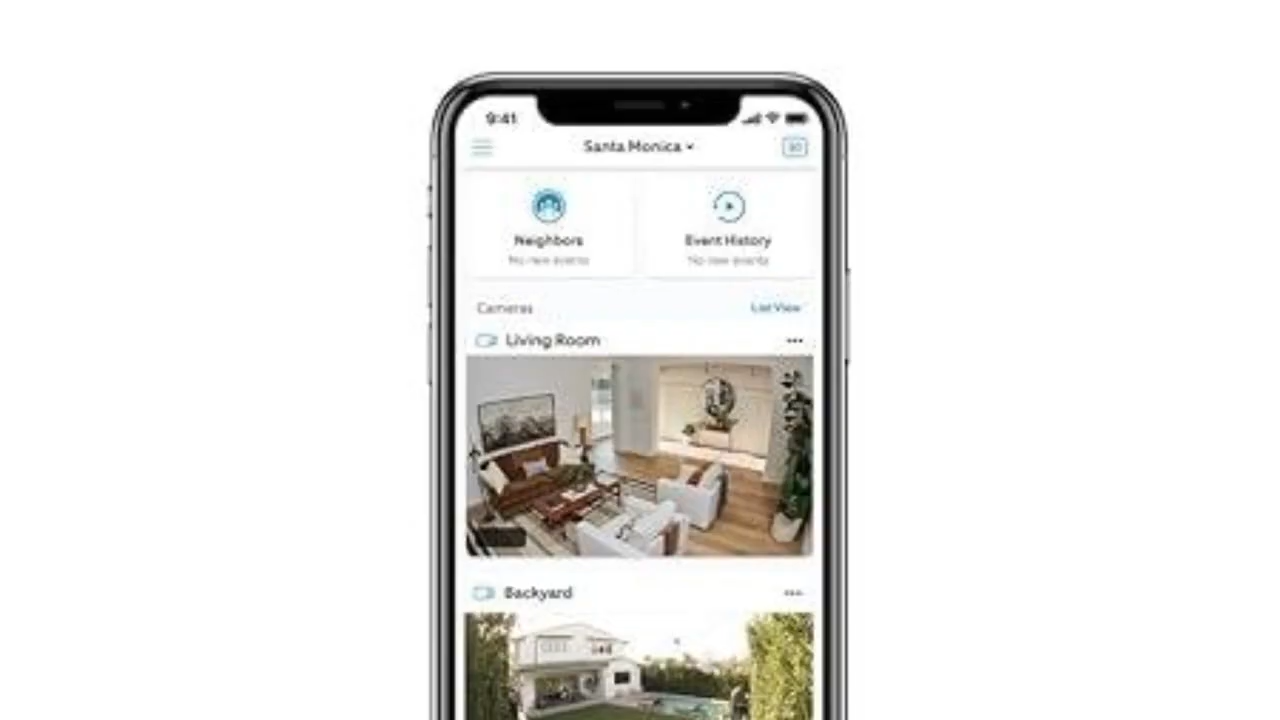 9:41
Santa Monica
Neighbors
Event History
No new events
No new events
Cameras
List View
Living Room
Backyard